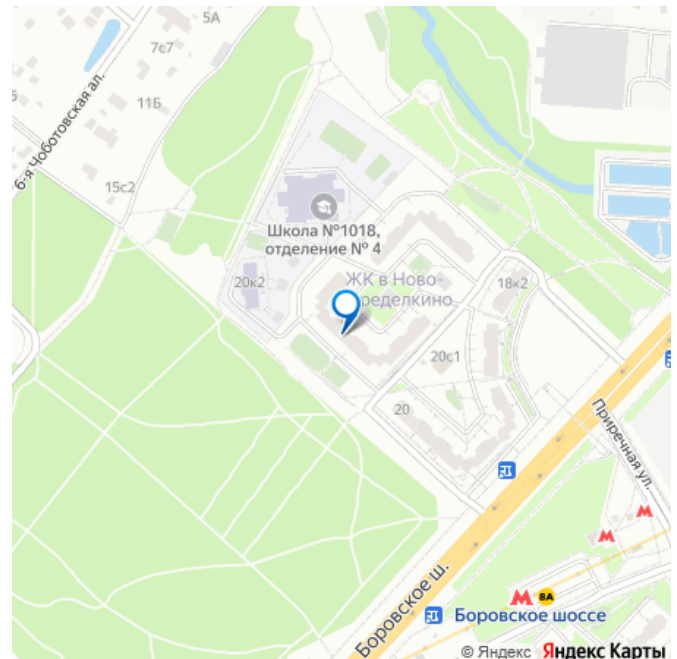 5А
7с7
11Б
6-я Чоботовская ал.
15с2
Школа №1018,
отделение № 4
20к2
ЖК в Ново-
18к2
20с1
20
Приречная ул.
Боровское ш.
М
М
М
8А
Боровское шоссе
© Яндекс Яндекс Карты